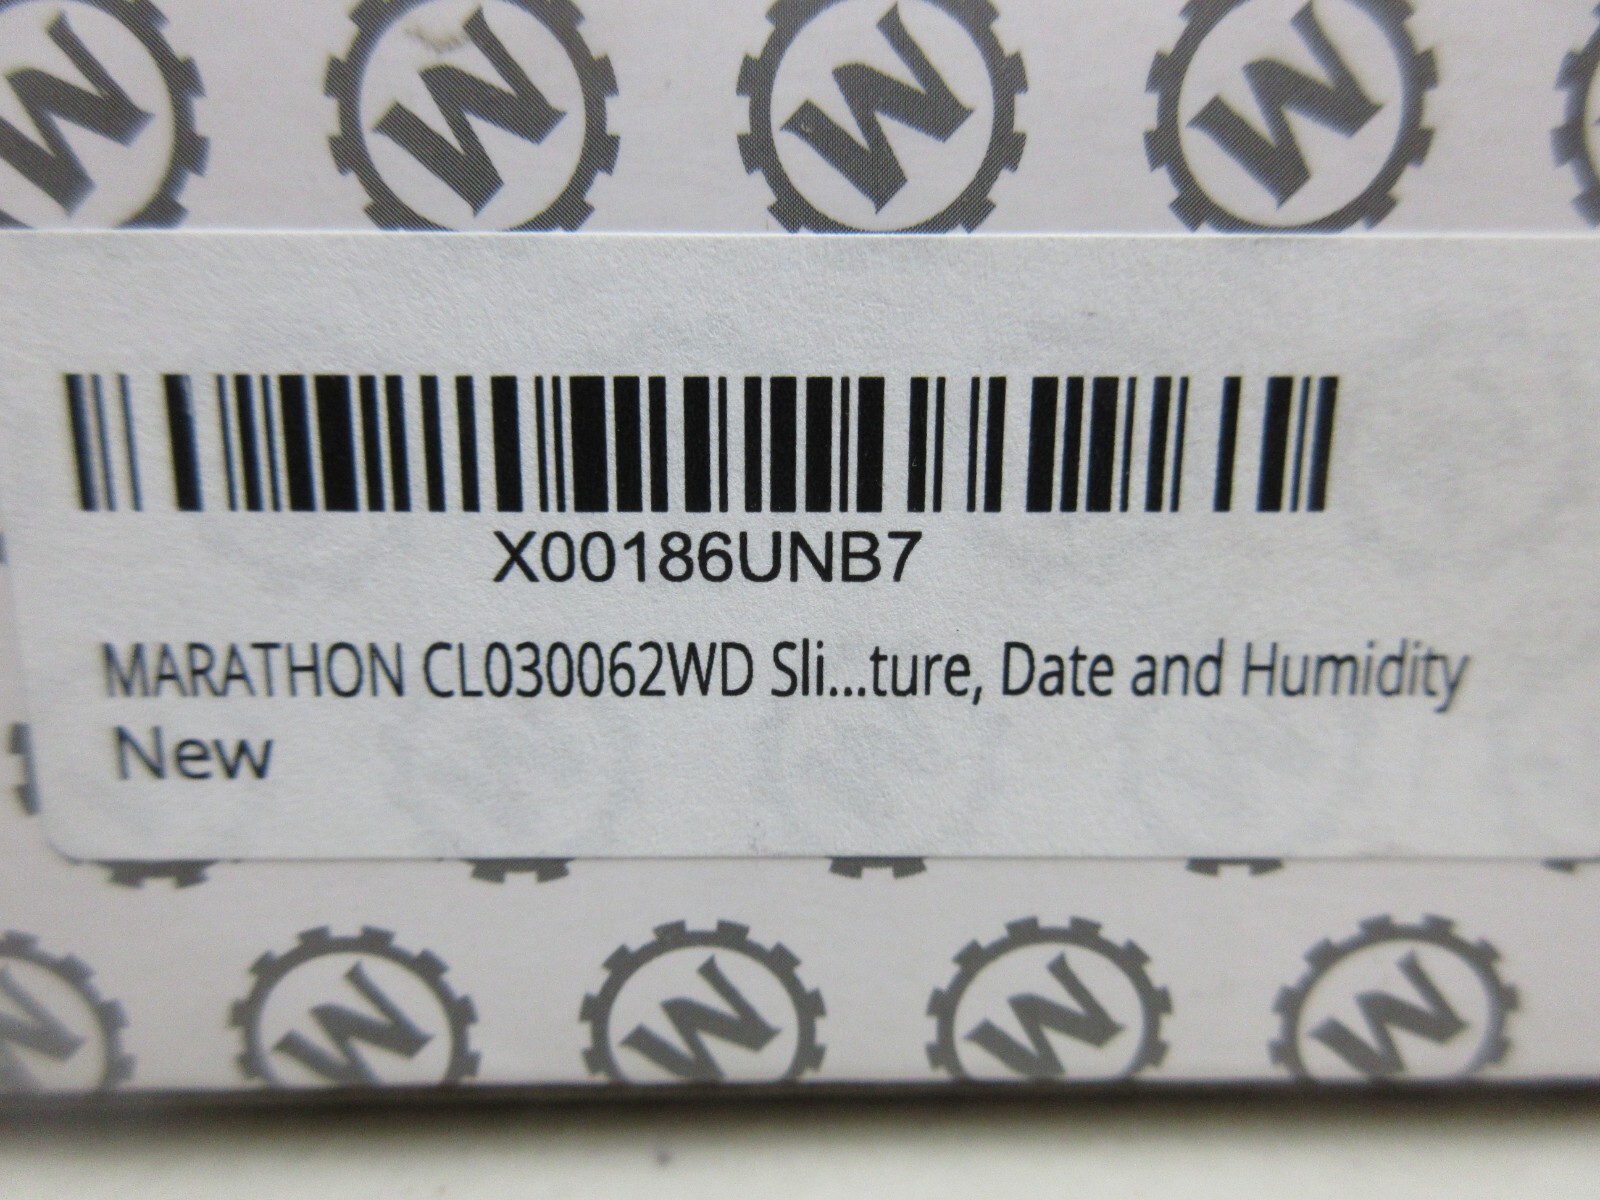 X00186UNB7
MARATHON CL030062WD Sli...ture, Date and Humidity
New